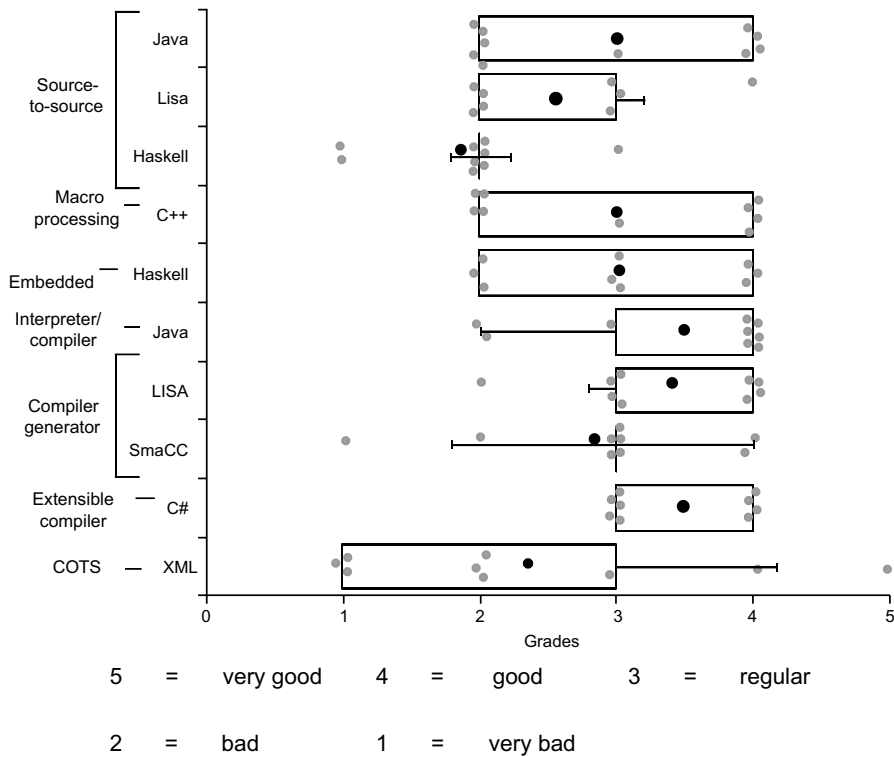 Java
Source-
to-source
Lisa
Haskell
Macro
processing
C++
Embedded
Haskell
Interpreter/
compiler
Java
LISA
Compiler
generator
SmaCC
Extensible
compiler
C#
COTS
XML
0 1 2 3 4 5
Grades
5 = very good 4 = good 3 = regular
2 = bad 1 = very bad